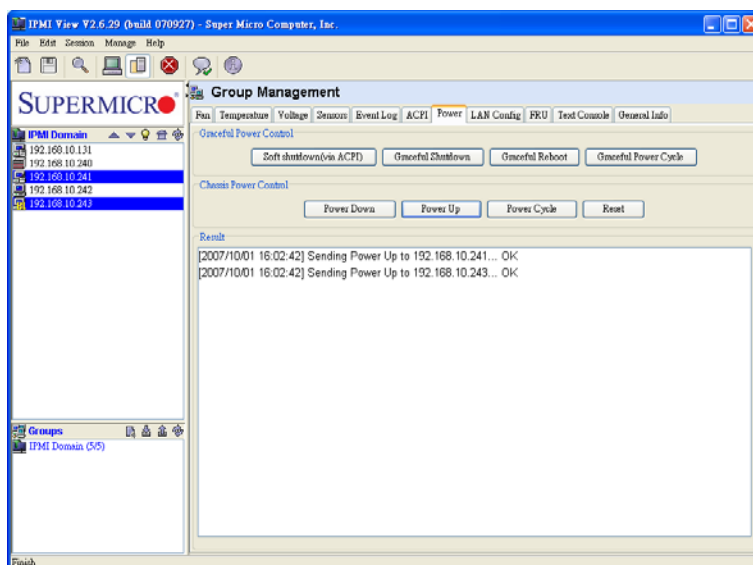 IPMI View V2.6.29 (build 070927) - Super Micro Computer, Inc.
File Edit Session Manage Help
SUPERMICRO
Group Management
Fan Temperature Voltage Sensors Event Log ACPI Power LAN Config FRU Text Console General Info
IPMI Domain
192.168.10.131
192.168.10.240
192.168.10.241
192.168.10.242
192.168.10.243
Graceful Power Control
Soft shuttdown(via ACPI) Graceful Shutdown Graceful Reboot Graceful Power Cycle
Chassis Power Control
Power Down Power Up Power Cycle Reset
Result
[2007/10/01 16:02:42] Sending Power Up to 192.168.10.241... OK
[2007/10/01 16:02:42] Sending Power Up to 192.168.10.243... OK
Groups
IPMI Domain (5/5)
Finish